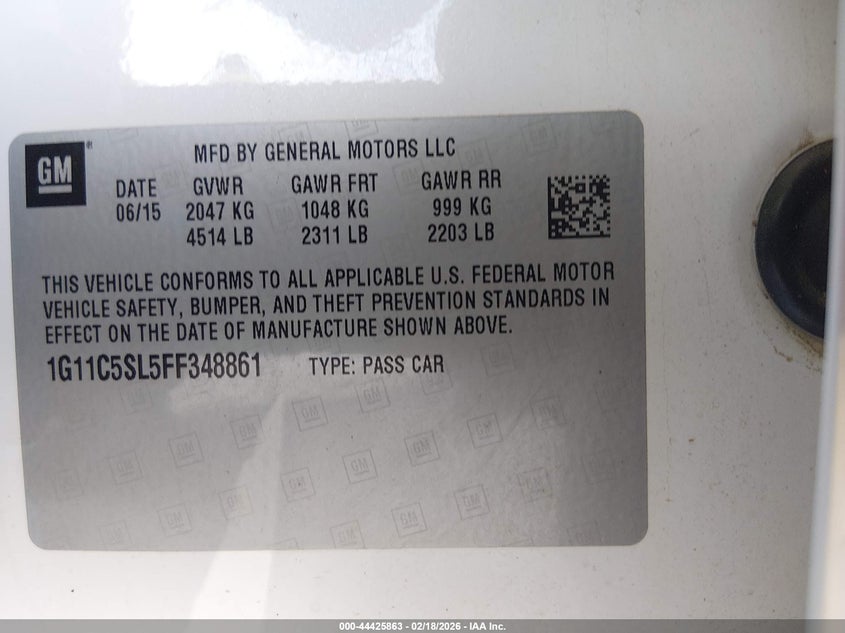 GM
MFD BY GENERAL MOTORS LLC
DATE GVWR GAWR FRT GAWR RR
06/15 2047 KG 1048 KG 999 KG
4514 LB 2311 LB 2203 LB
THIS VEHICLE CONFORMS TO ALL APPLICABLE U.S. FEDERAL MOTOR
VEHICLE SAFETY, BUMPER, AND THEFT PREVENTION STANDARDS IN
EFFECT ON THE DATE OF MANUFACTURE SHOWN ABOVE.
1G11C5SL5FF348861 TYPE: PASS CAR
000-44425863 - 02/18/2026 - IAA Inc.